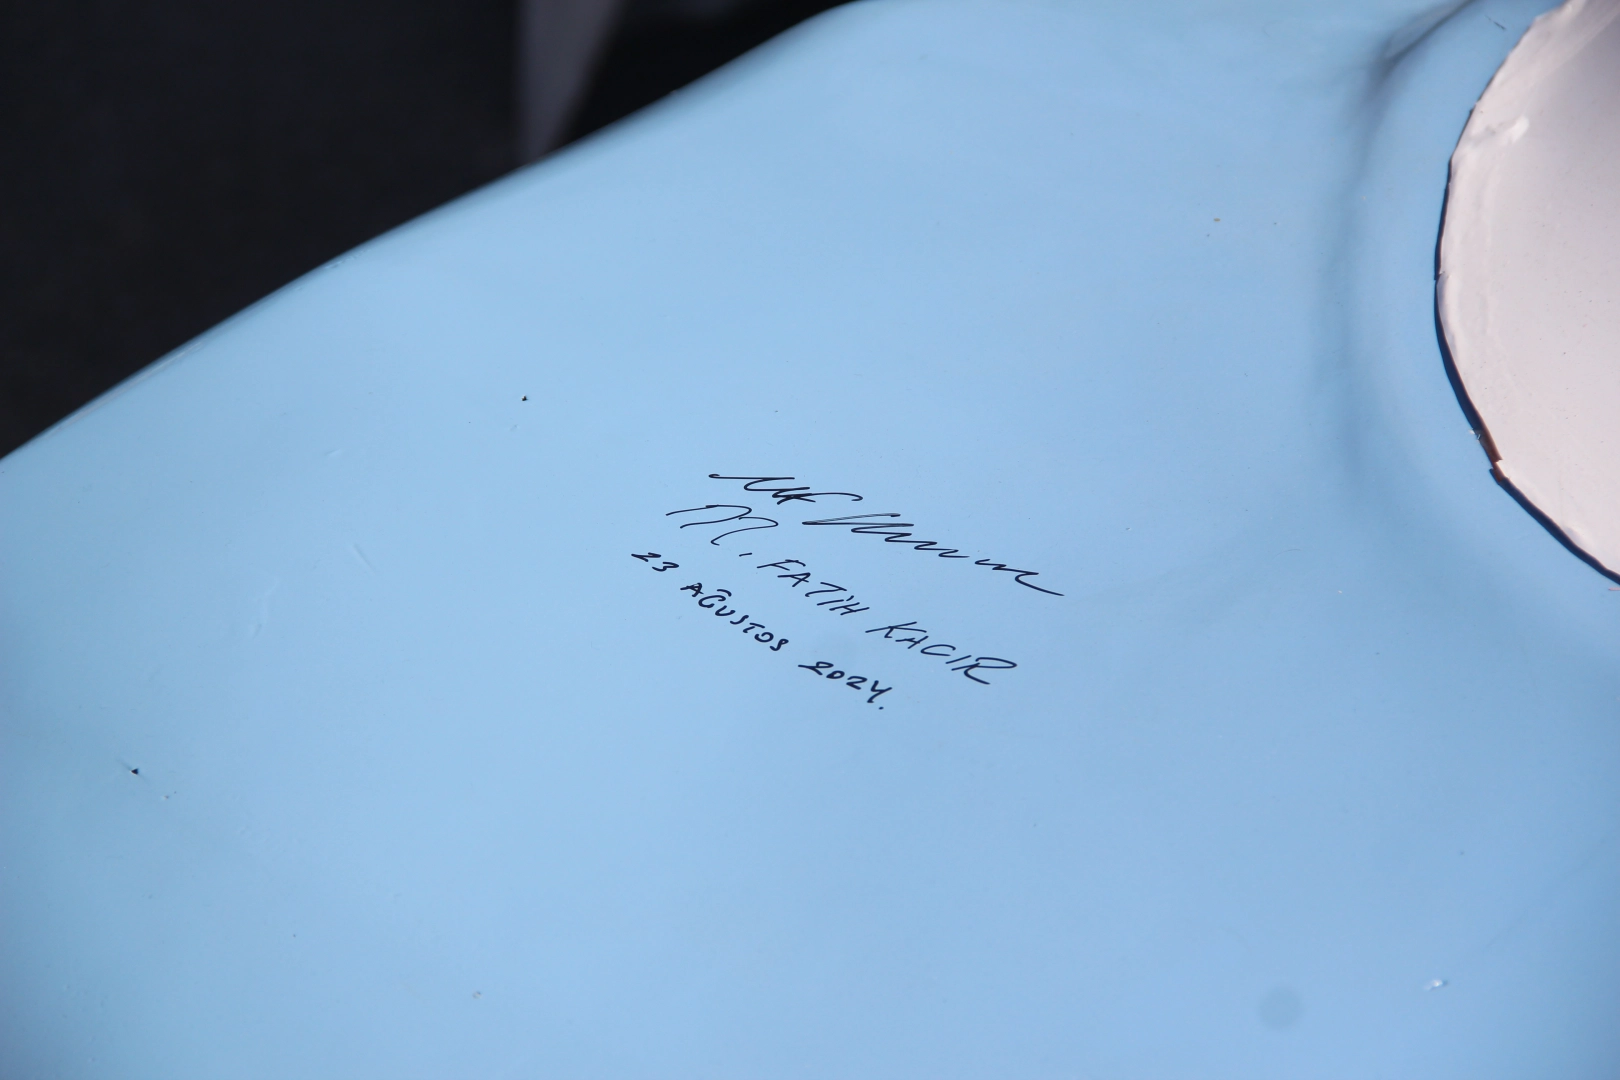 M. FATİH KACIR
23 AĞUSTOS 2024.